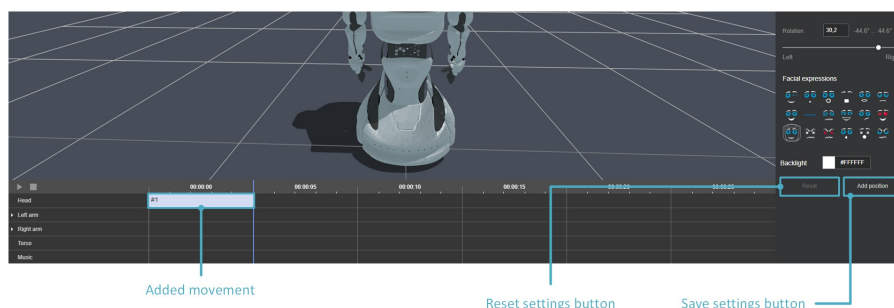 Rotation 30,2 -44.6° ... 44.6°
Left Rig
Facial expressions
Backlight #FFFFFF
Reset Add position
00:00:00 00:00:05 00:00:10 00:00:15 00:00:20 00:00:25
Head #1
Left arm
Right arm
Torso
Music
Added movement
Reset settings button
Save settings button